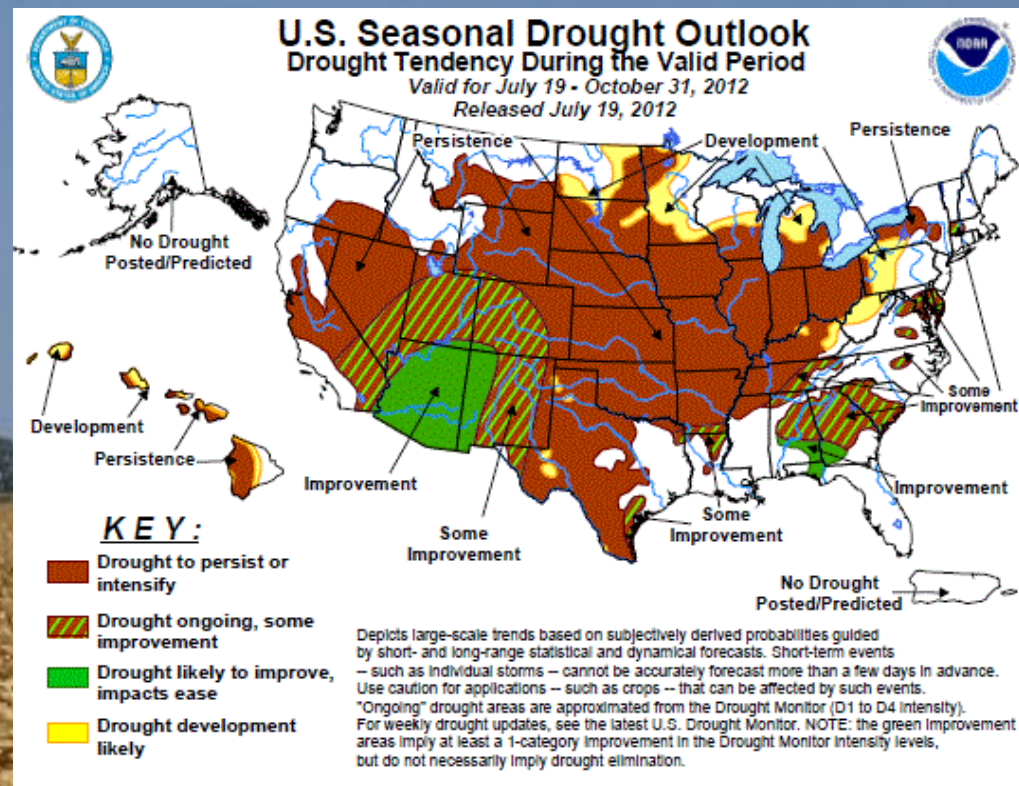 U.S. Seasonal Drought Outlook
Drought Tendency During the Valid Period
Valid for July 19 - October 31, 2012
Released July 19, 2012
NOAA
Persistence
Development
Persistence
No Drought
Posted/Predicted
Development
Persistence
Improvement
Some
Improvement
Some
Improvement
Some
Improvement
Improvement
No Drought
Posted/Predicted
KEY:
Drought to persist or
intensify
Drought ongoing, some
improvement
Drought likely to improve,
impacts ease
Drought development
likely
Depicts large-scale trends based on subjectively derived probabilities guided
by short- and long-range statistical and dynamical forecasts. Short-term events
-- such as individual storms -- cannot be accurately forecast more than a few days in advance.
Use caution for applications -- such as crops -- that can be affected by such events.
"Ongoing" drought areas are approximated from the Drought Monitor (D1 to D4 intensity).
For weekly drought updates, see the latest U.S. Drought Monitor. NOTE: the green improvement
areas imply at least a 1-category improvement in the Drought Monitor intensity levels,
but do not necessarily imply drought elimination.